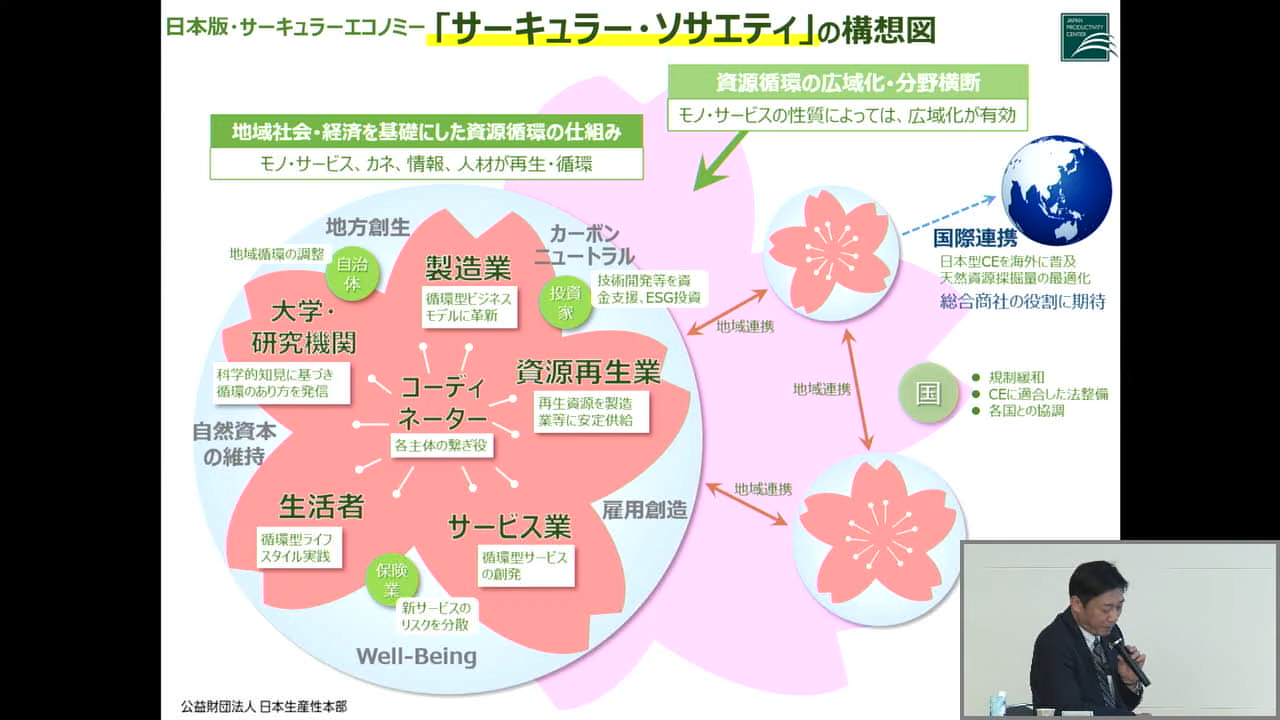 日本版・サーキュラーエコノミー「サーキュラー・ソサエティ」の構想図
JAPAN
PRODUCTIVITY
CENTER
資源循環の広域化・分野横断
モノ・サービスの性質によっては、広域化が有効
地域社会・経済を基礎にした資源循環の仕組み
モノ・サービス、カネ、情報、人材が再生・循環
地方創生
地域循環の調整
自治
体
カーボン
ニュートラル
投資
家
技術開発等を資
金支援、ESG投資
製造業
循環型ビジネス
モデルに革新
大学・
研究機関
科学的知見に基づき
循環のあり方を発信
コーディ
ネーター
各主体の繋ぎ役
資源再生業
再生資源を製造
業等に安定供給
自然資本
の維持
生活者
循環型ライフ
スタイル実践
サービス業
循環型サービス
の創発
雇用創造
保険
業
新サービスの
リスクを分散
Well-Being
地域連携
地域連携
地域連携
国際連携
日本型CEを海外に普及
天然資源採掘量の最適化
総合商社の役割に期待
国
● 規制緩和
● CEに適合した法整備
● 各国との協調
公益財団法人 日本生産性本部